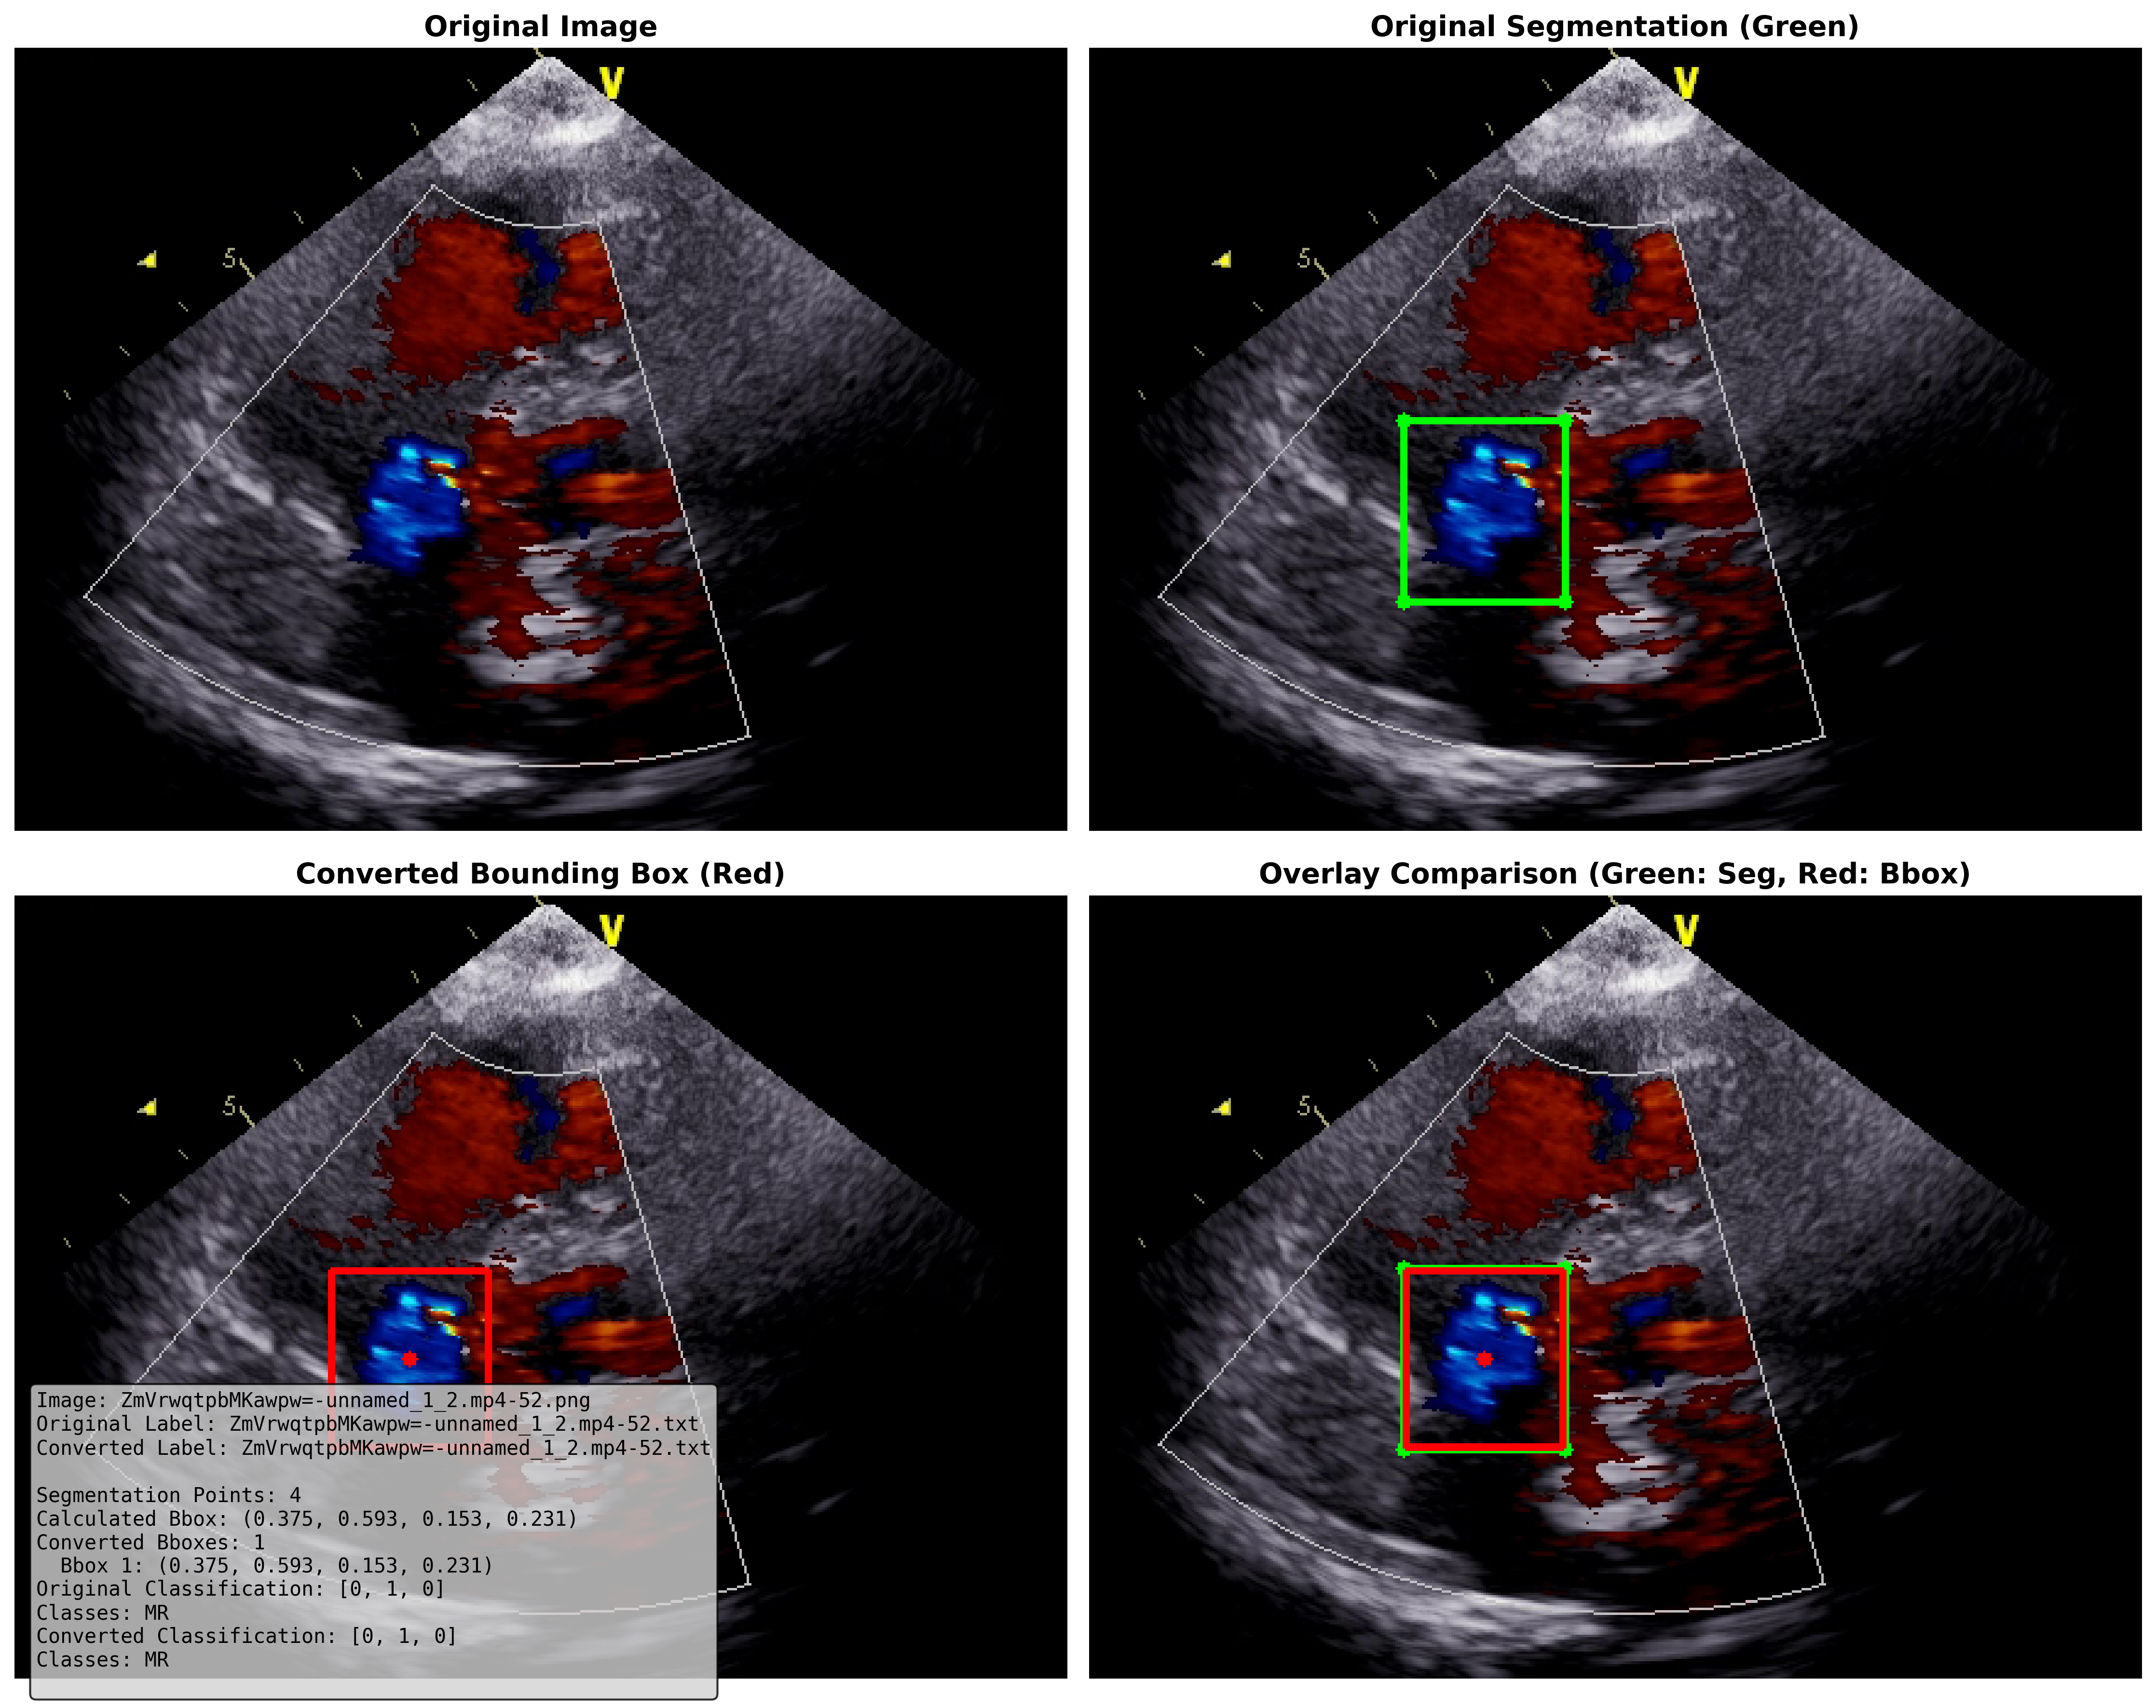 Original Image
Original Segmentation (Green)
V
5
V
5
Converted Bounding Box (Red)
Overlay Comparison (Green: Seg, Red: Bbox)
V
5
V
5
Image: ZmVrwqtpbMKawpw=-unnamed_1_2.mp4-52.png
Original Label: ZmVrwqtpbMKawpw=-unnamed_1_2.mp4-52.txt
Converted Label: ZmVrwqtpbMKawpw=-unnamed_1_2.mp4-52.txt
Segmentation Points: 4
Calculated Bbox: (0.375, 0.593, 0.153, 0.231)
Converted Bboxes: 1
Bbox 1: (0.375, 0.593, 0.153, 0.231)
Original Classification: [0, 1, 0]
Classes: MR
Converted Classification: [0, 1, 0]
Classes: MR